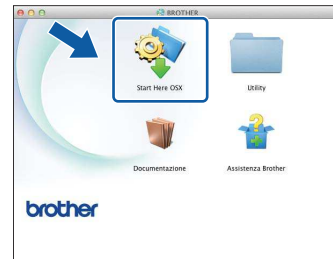 BROTHER
Start Here OSX
Utility
Documentazione
Assistenza Brother
brother